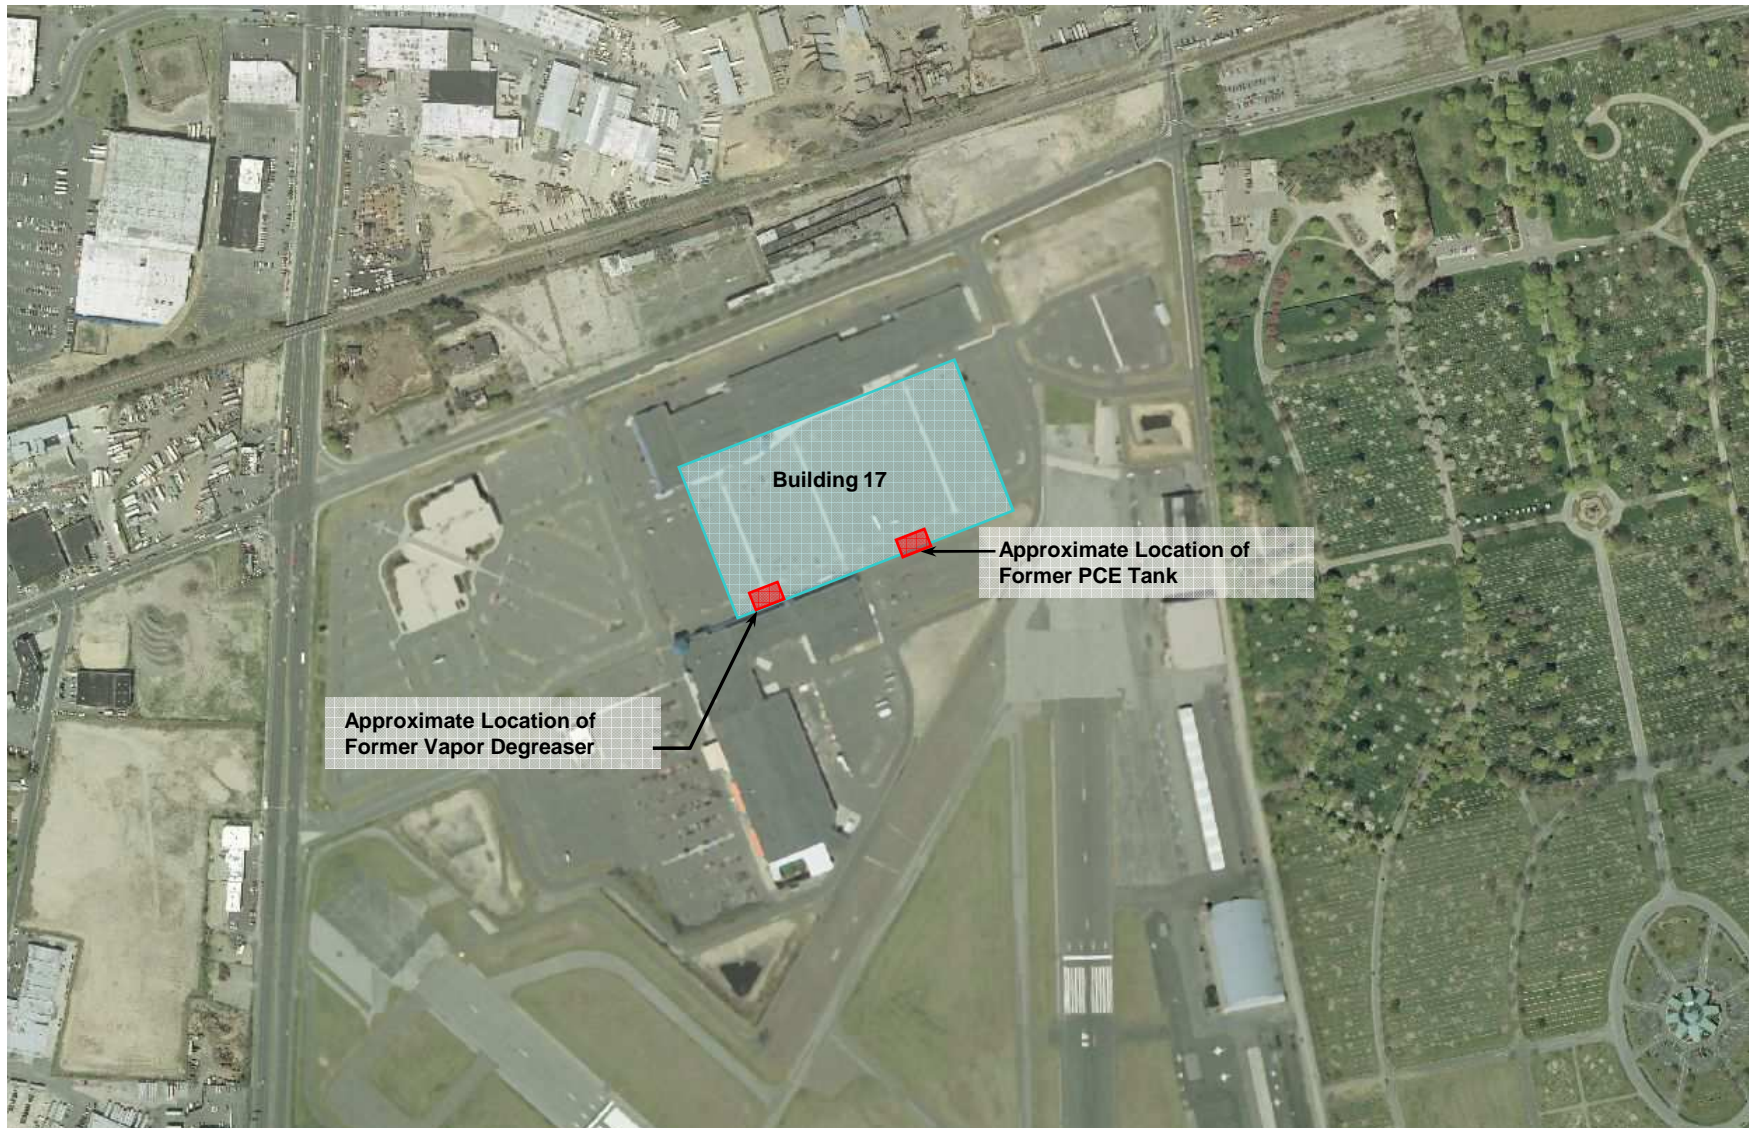 Building 17
Approximate Location of
Former PCE Tank
Approximate Location of
Former Vapor Degreaser